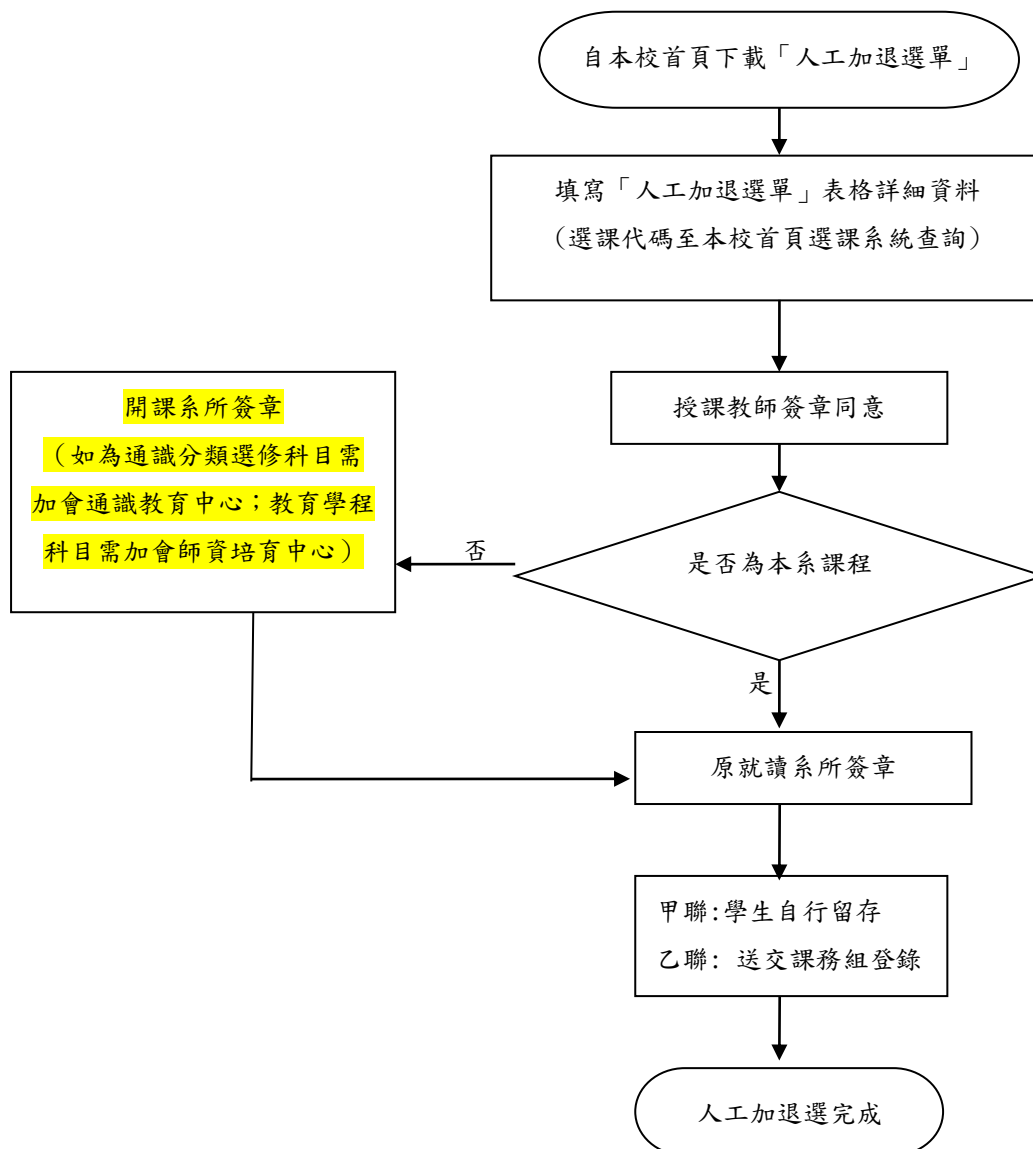 自本校首頁下載「人工加退選單」
填寫「人工加退選單」表格詳細資料
(選課代碼至本校首頁選課系統查詢)
授課教師簽章同意
開課系所簽章
(如為通識分類選修科目需
加會通識教育中心;教育學程
科目需加會師資培育中心)
否
是否為本系課程
是
原就讀系所簽章
甲聯:學生自行留存
乙聯: 送交課務組登錄
人工加退選完成